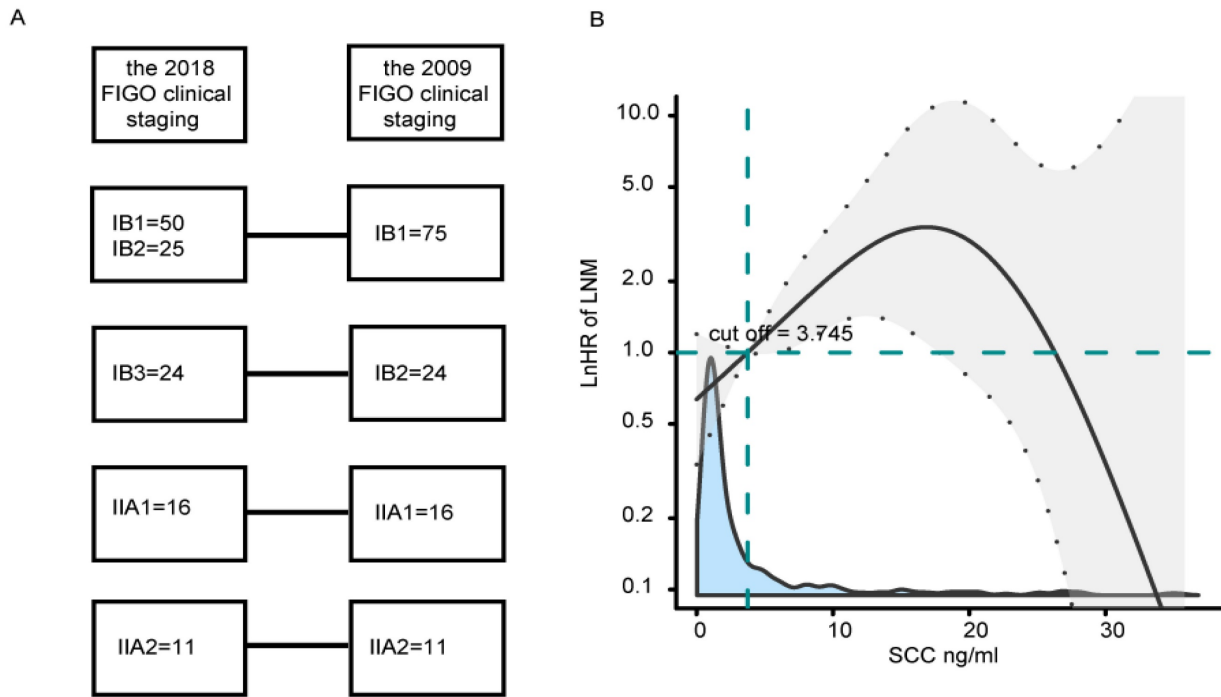 A
the 2018
FIGO clinical
staging
the 2009
FIGO clinical
staging
IB1=50
IB2=25
IB1=75
IB3=24
IB2=24
IIA1=16
IIA1=16
IIA2=11
IIA2=11
B
LnHR of LNM
10.0
5.0
2.0
1.0
0.5
0.2
0.1
cut off = 3.745
0
10
20
30
SCC ng/ml